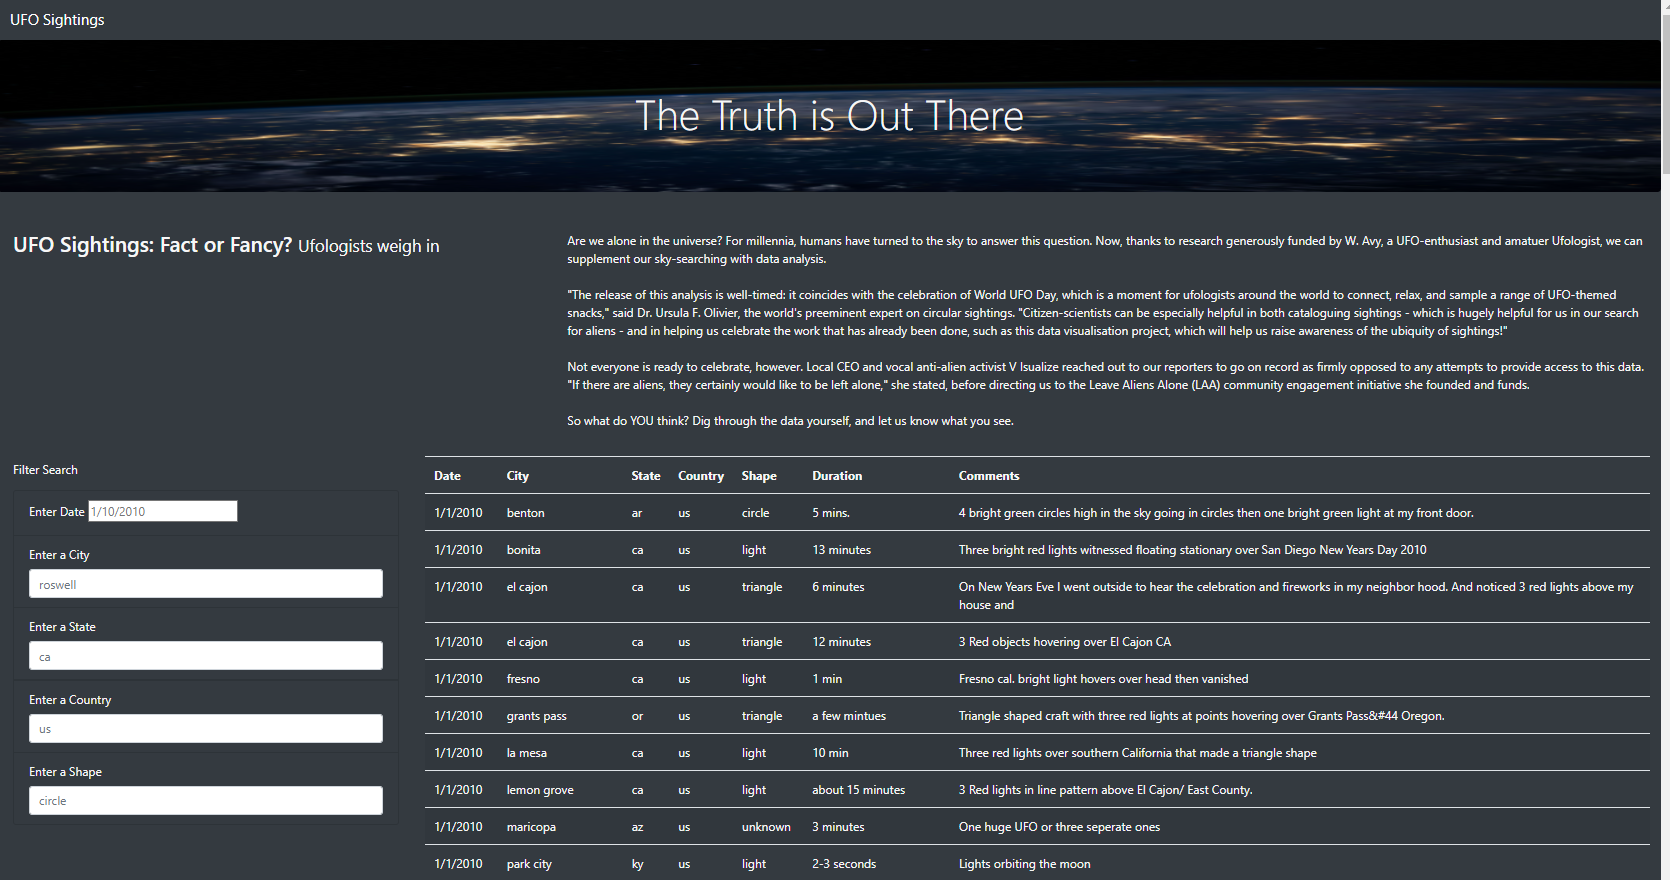 UFO Sightings
The Truth is Out There
UFO Sightings: Fact or Fancy? Ufologists weigh in
Are we alone in the universe? For millennia, humans have turned to the sky to answer this question. Now, thanks to research generously funded by W. Avy, a UFO-enthusiast and amatuer Ufologist, we can
supplement our sky-searching with data analysis.
"The release of this analysis is well-timed: it coincides with the celebration of World UFO Day, which is a moment for ufologists around the world to connect, relax, and sample a range of UFO-themed
snacks," said Dr. Ursula F. Olivier, the world's preeminent expert on circular sightings. "Citizen-scientists can be especially helpful in both cataloguing sightings - which is hugely helpful for us in our search
for aliens - and in helping us celebrate the work that has already been done, such as this data visualisation project, which will help us raise awareness of the ubiquity of sightings!"
Not everyone is ready to celebrate, however. Local CEO and vocal anti-alien activist V Isualize reached out to our reporters to go on record as firmly opposed to any attempts to provide access to this data.
"If there are aliens, they certainly would like to be left alone," she stated, before directing us to the Leave Aliens Alone (LAA) community engagement initiative she founded and funds.
So what do YOU think? Dig through the data yourself, and let us know what you see.
Filter Search
Enter Date 1/10/2010
Enter a City
roswell
Enter a State
ca
Enter a Country
us
Enter a Shape
circle
Date City State Country Shape Duration Comments
1/1/2010 benton ar us circle 5 mins. 4 bright green circles high in the sky going in circles then one bright green light at my front door.
1/1/2010 bonita ca us light 13 minutes Three bright red lights witnessed floating stationary over San Diego New Years Day 2010
1/1/2010 el cajon ca us triangle 6 minutes On New Years Eve I went outside to hear the celebration and fireworks in my neighbor hood. And noticed 3 red lights above my
house and
1/1/2010 el cajon ca us triangle 12 minutes 3 Red objects hovering over El Cajon CA
1/1/2010 fresno ca us light 1 min Fresno cal. bright light hovers over head then vanished
1/1/2010 grants pass or us triangle a few mintues Triangle shaped craft with three red lights at points hovering over Grants Pass&#44 Oregon.
1/1/2010 la mesa ca us light 10 min Three red lights over southern California that made a triangle shape
1/1/2010 lemon grove ca us light about 15 minutes 3 Red lights in line pattern above El Cajon/ East County.
1/1/2010 maricopa az us unknown 3 minutes One huge UFO or three seperate ones
1/1/2010 park city ky us light 2-3 seconds Lights orbiting the moon